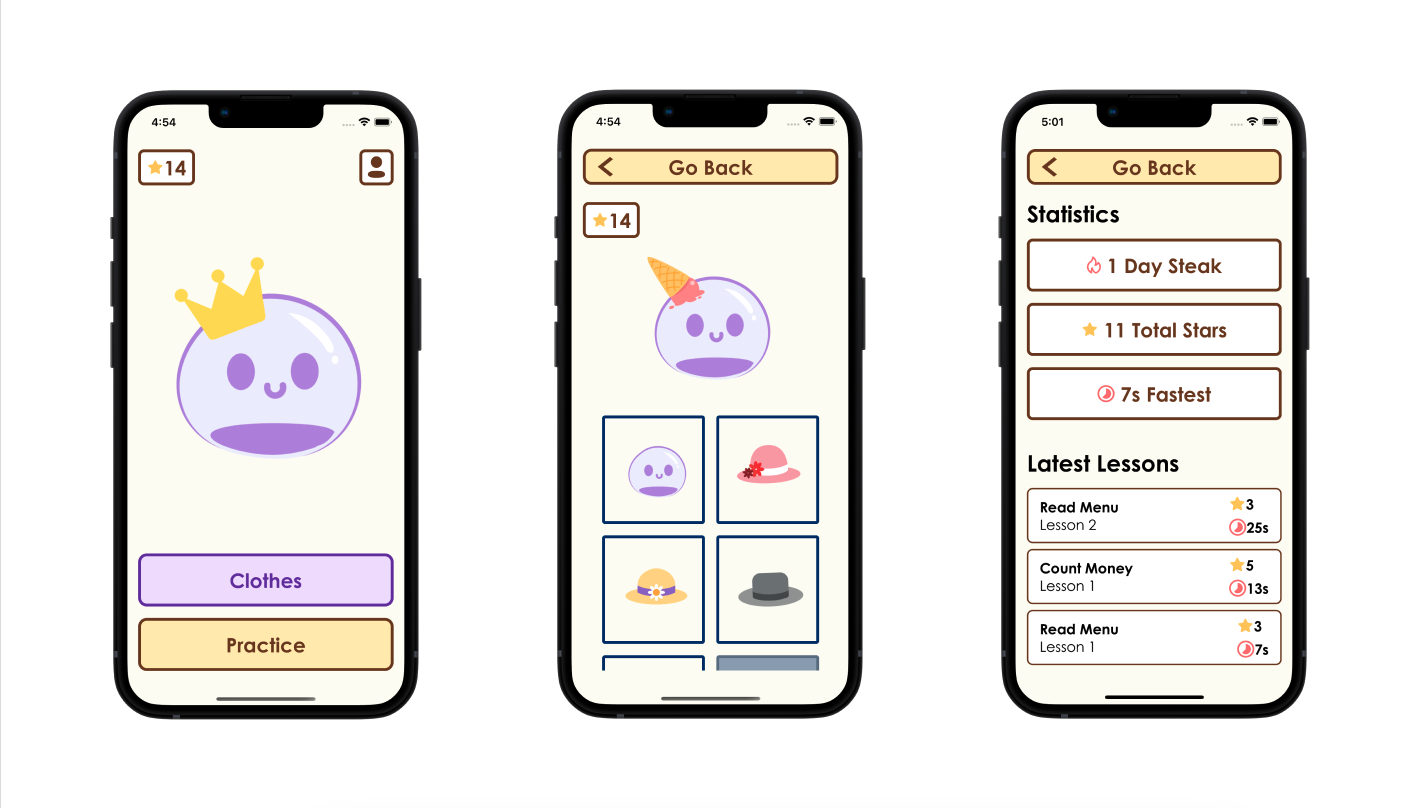 4:54
14
Clothes
Practice
4:54
Go Back
14
5:01
Go Back
Statistics
1 Day Steak
11 Total Stars
7s Fastest
Latest Lessons
Read Menu
3
Lesson 2
25s
Count Money
5
Lesson 1
13s
Read Menu
3
Lesson 1
7s